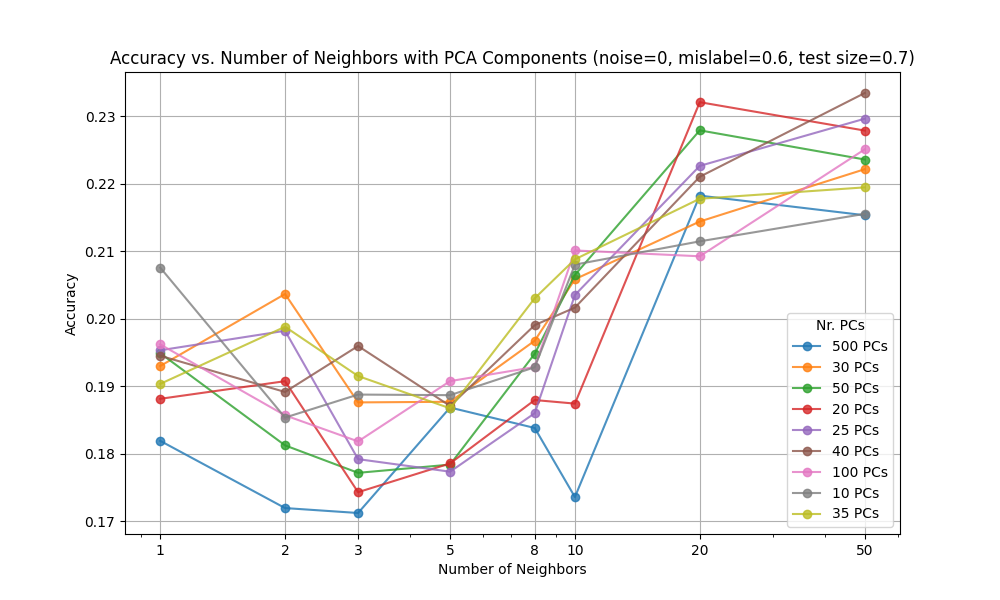 Accuracy vs. Number of Neighbors with PCA Components (noise=0, mislabel=0.6, test size=0.7)
Accuracy
0.23
0.22
0.21
0.20
0.19
0.18
0.17
Nr. PCs
500 PCs
30 PCs
50 PCs
20 PCs
25 PCs
40 PCs
100 PCs
10 PCs
35 PCs
1 2 3 5 8 10 20 50
Number of Neighbors